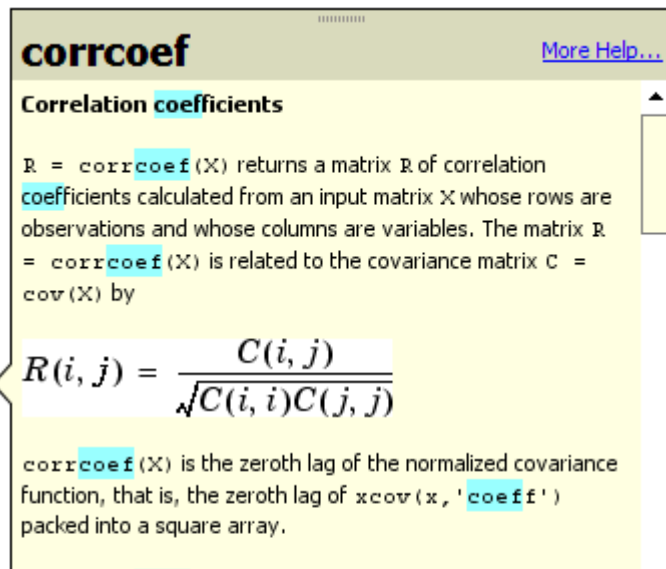 corrcoef
More Help...
Correlation coefficients
R = corrcoef(X) returns a matrix R of correlation
coefficients calculated from an input matrix X whose rows are
observations and whose columns are variables. The matrix R
= corrcoef(X) is related to the covariance matrix C =
cov(X) by
R(i, j) = C(i, j) / √C(i, i)C(j, j)
corrcoef(X) is the zeroth lag of the normalized covariance
function, that is, the zeroth lag of xcov(x,'coeff')
packed into a square array.